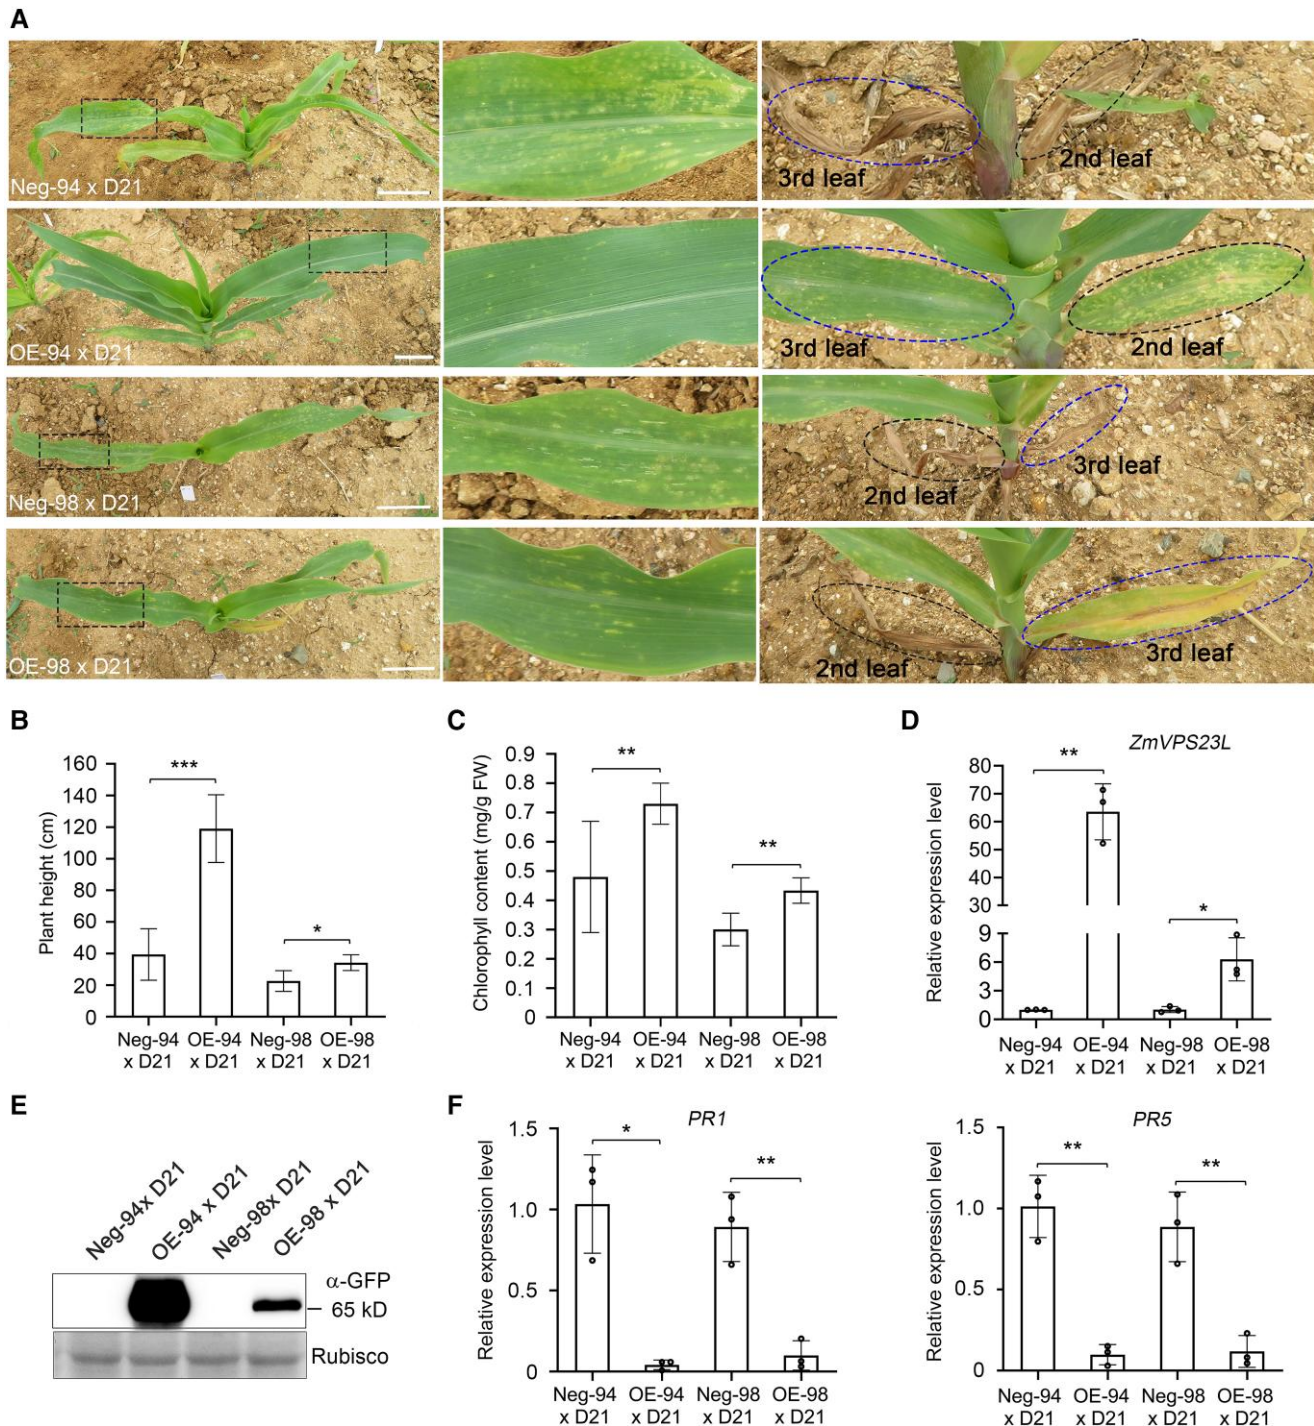 A
Neg-94 x D21
3rd leaf
2nd leaf
OE-94 x D21
3rd leaf
2nd leaf
Neg-98 x D21
2nd leaf
3rd leaf
OE-98 x D21
2nd leaf
3rd leaf
B
Plant height (cm)
160
140
120
100
80
60
40
20
0
***
*
Neg-94 OE-94 Neg-98 OE-98
x D21 x D21 x D21 x D21
C
Chlorophyll content (mg/g FW)
0.9
0.8
0.7
0.6
0.5
0.4
0.3
0.2
0.1
0
**
**
Neg-94 OE-94 Neg-98 OE-98
x D21 x D21 x D21 x D21
D
ZmVPS23L
Relative expression level
80
70
60
50
40
30
9
6
3
0
**
*
Neg-94 OE-94 Neg-98 OE-98
x D21 x D21 x D21 x D21
E
Neg-94x D21
OE-94 x D21
Neg-98x D21
OE-98 x D21
α-GFP
65 kD
Rubisco
F
PR1
Relative expression level
1.5
1.0
0.5
0
*
**
Neg-94 OE-94 Neg-98 OE-98
x D21 x D21 x D21 x D21
PR5
Relative expression level
1.5
1.0
0.5
0
**
**
Neg-94 OE-94 Neg-98 OE-98
x D21 x D21 x D21 x D21